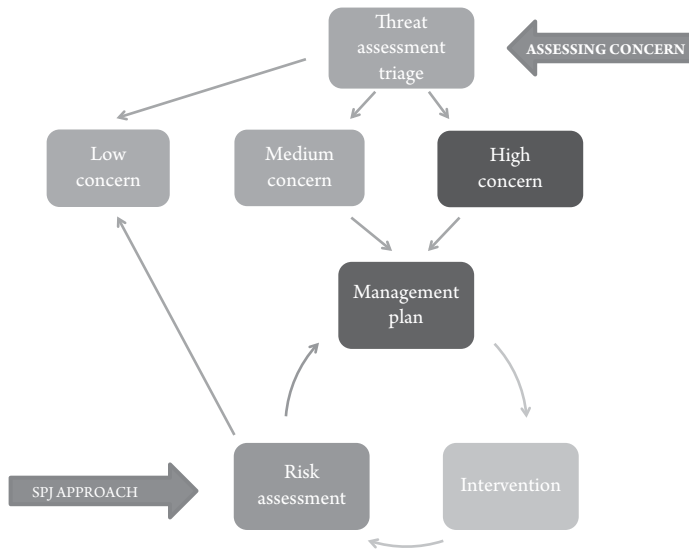 Threat
assessment
triage
ASSESSING CONCERN
Low
concern
Medium
concern
High
concern
Management
plan
SPJ APPROACH
Risk
assessment
Intervention